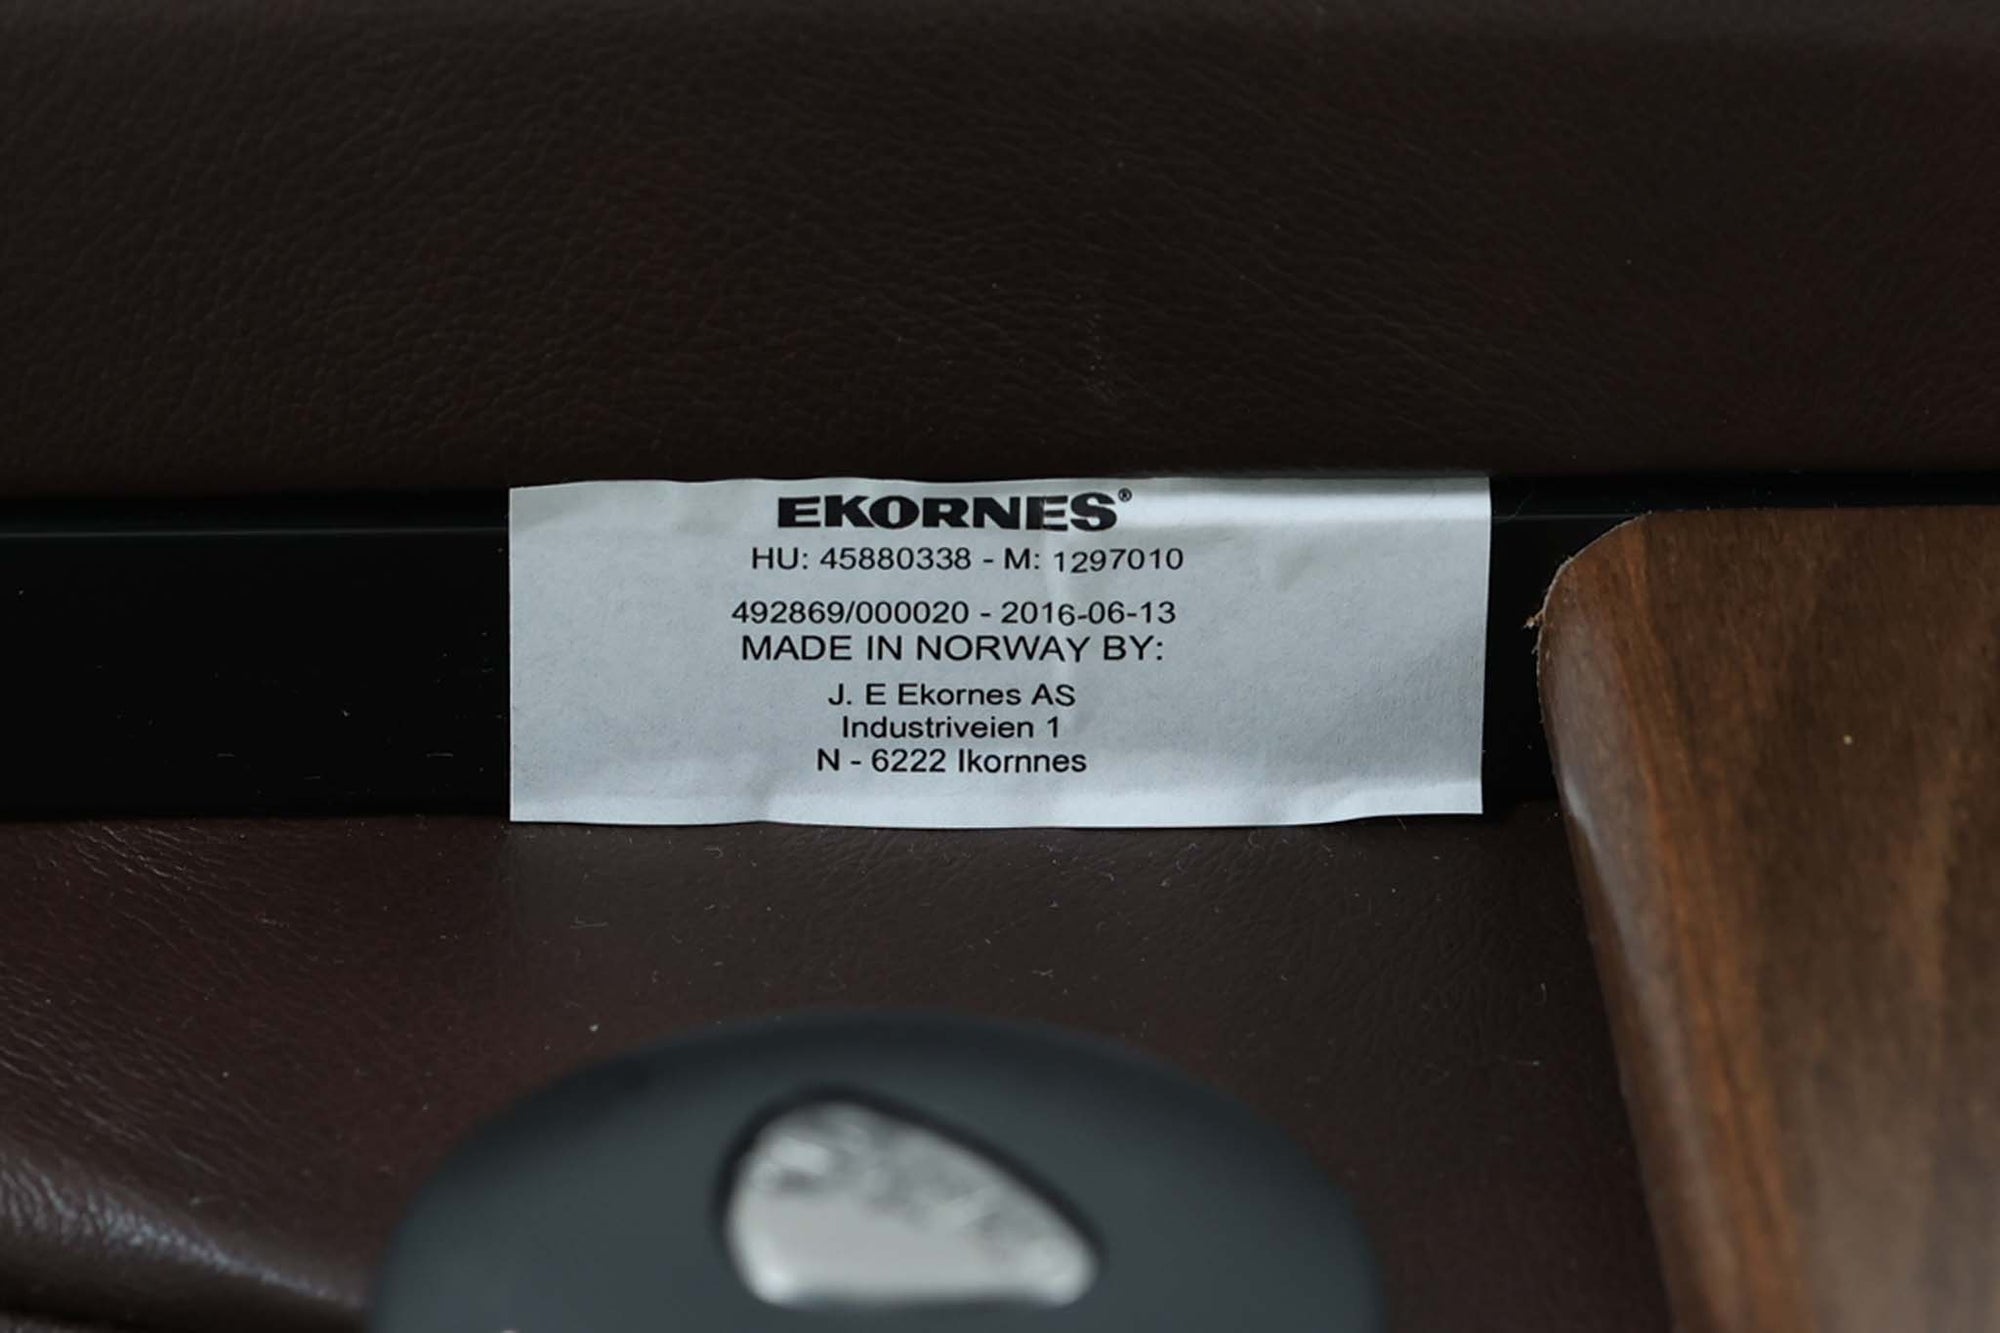 EKORNES®
HU: 45880338 - M: 1297010
492869/000020 - 2016-06-13
MADE IN NORWAY BY:
J. E Ekornes AS
Industriveien 1
N - 6222 Ikornnes